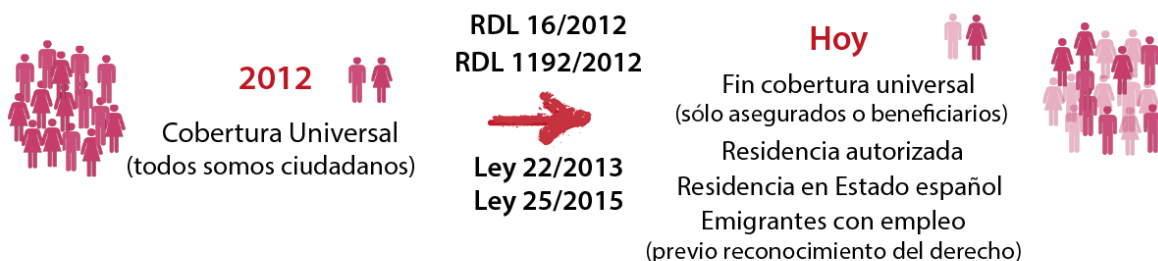 2012
Cobertura Universal
(todos somos ciudadanos)
RDL 16/2012
RDL 1192/2012
Ley 22/2013
Ley 25/2015
Hoy
Fin cobertura universal
(sólo asegurados o beneficiarios)
Residencia autorizada
Residencia en Estado español
Emigrantes con empleo
(previo reconocimiento del derecho)